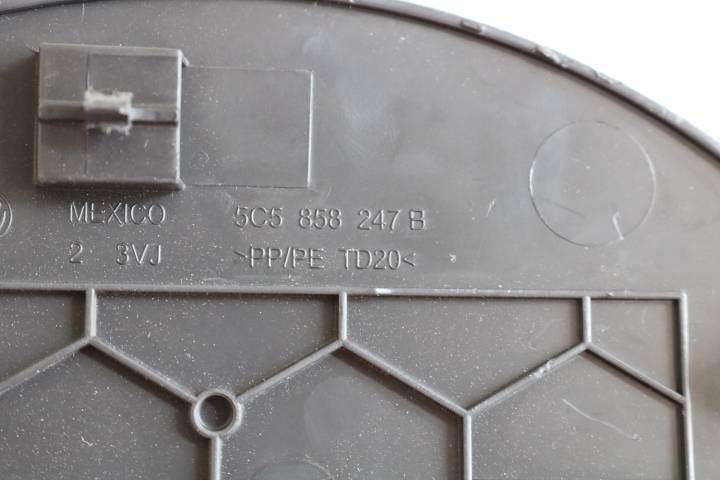 MEXICO 5C5 858 247 B
2 3VJ >PP/PE TD20<